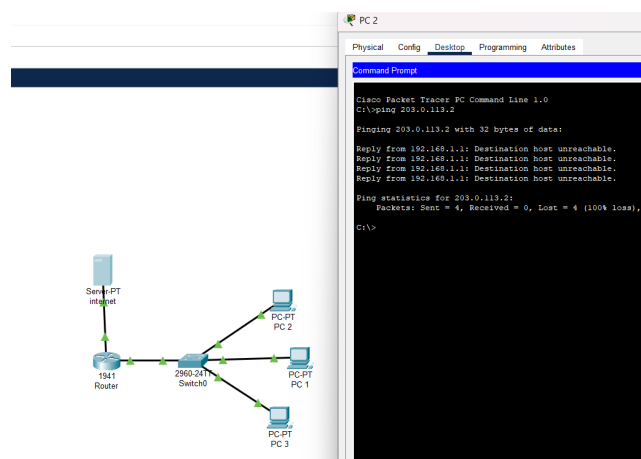 PC 2
Physical Config Desktop Programming Attributes
Command Prompt
Cisco Packet Tracer PC Command Line 1.0
C:\>ping 203.0.113.2
Pinging 203.0.113.2 with 32 bytes of data:
Reply from 192.168.1.1: Destination host unreachable.
Reply from 192.168.1.1: Destination host unreachable.
Reply from 192.168.1.1: Destination host unreachable.
Reply from 192.168.1.1: Destination host unreachable.
Ping statistics for 203.0.113.2:
Packets: Sent = 4, Received = 0, Lost = 4 (100% loss),
C:\>
Server-PT
internet
PC-PT
PC 2
1941
Router
2960-24TT
Switch0
PC-PT
PC 1
PC-PT
PC 3